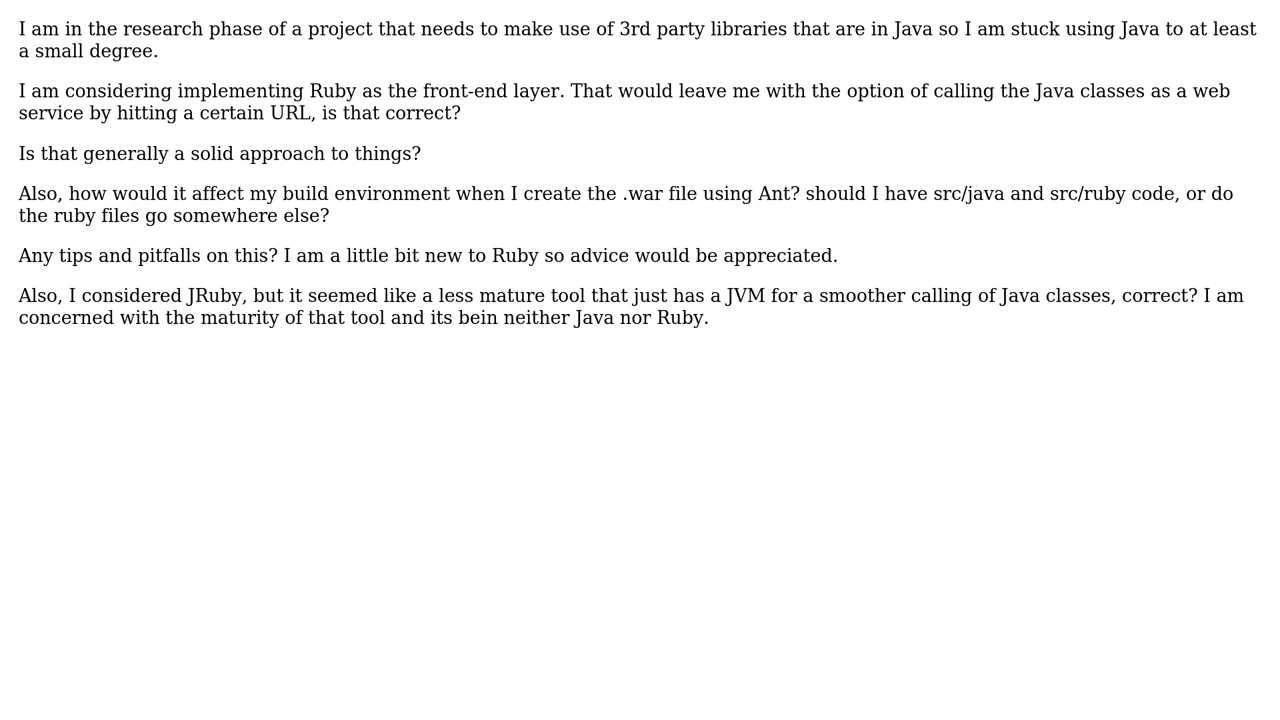 I am in the research phase of a project that needs to make use of 3rd party libraries that are in Java so I am stuck using Java to at least
a small degree.
I am considering implementing Ruby as the front-end layer. That would leave me with the option of calling the Java classes as a web
service by hitting a certain URL, is that correct?
Is that generally a solid approach to things?
Also, how would it affect my build environment when I create the .war file using Ant? should I have src/java and src/ruby code, or do
the ruby files go somewhere else?
Any tips and pitfalls on this? I am a little bit new to Ruby so advice would be appreciated.
Also, I considered JRuby, but it seemed like a less mature tool that just has a JVM for a smoother calling of Java classes, correct? I am
concerned with the maturity of that tool and its bein neither Java nor Ruby.